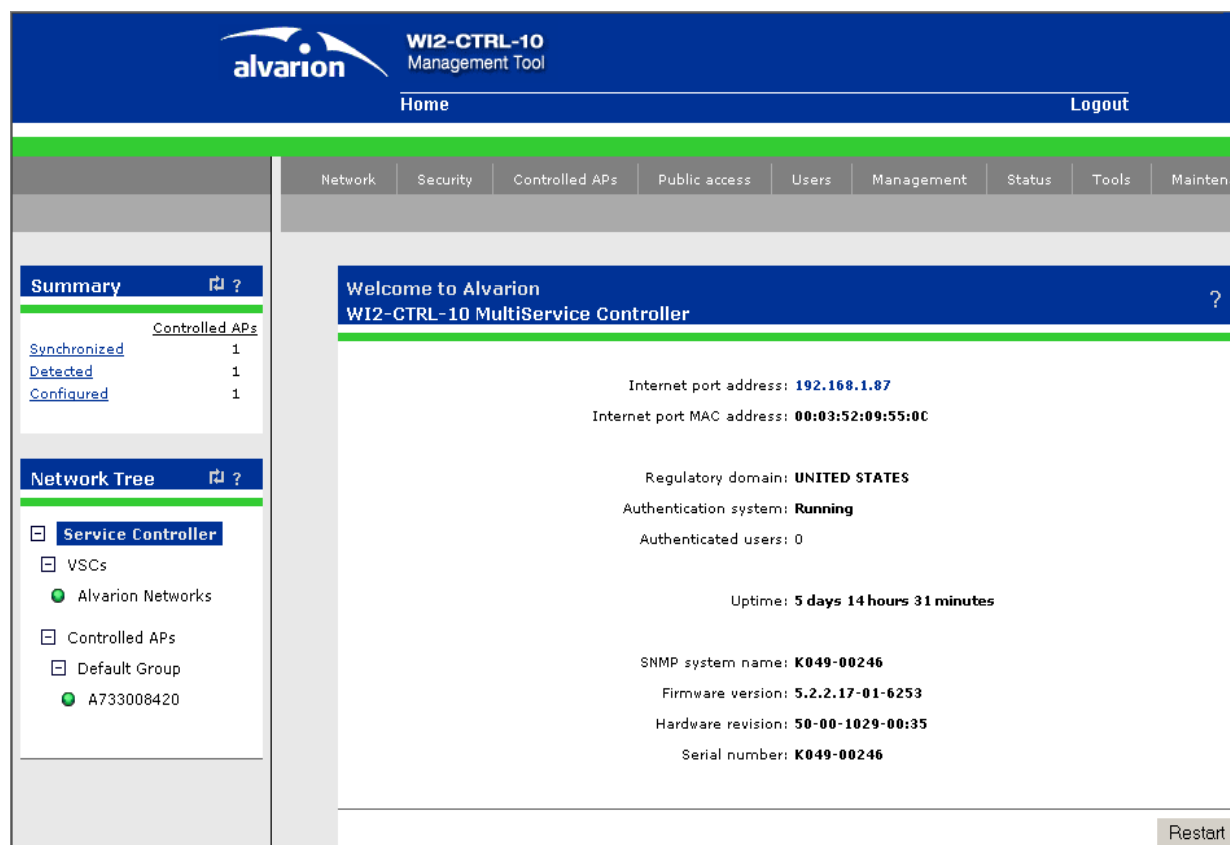 alvarion
WI2-CTRL-10
Management Tool
Home Logout
Network Security Controlled APs Public access Users Management Status Tools Mainten
Summary ?
Controlled APs
Synchronized 1
Detected 1
Configured 1
Network Tree ?
Service Controller
VSCs
Alvarion Networks
Controlled APs
Default Group
A733008420
Welcome to Alvarion
WI2-CTRL-10 MultiService Controller ?
Internet port address: 192.168.1.87
Internet port MAC address: 00:03:52:09:55:0C
Regulatory domain: UNITED STATES
Authentication system: Running
Authenticated users: 0
Uptime: 5 days 14 hours 31 minutes
SNMP system name: K049-00246
Firmware version: 5.2.2.17-01-6253
Hardware revision: 50-00-1029-00:35
Serial number: K049-00246
Restart